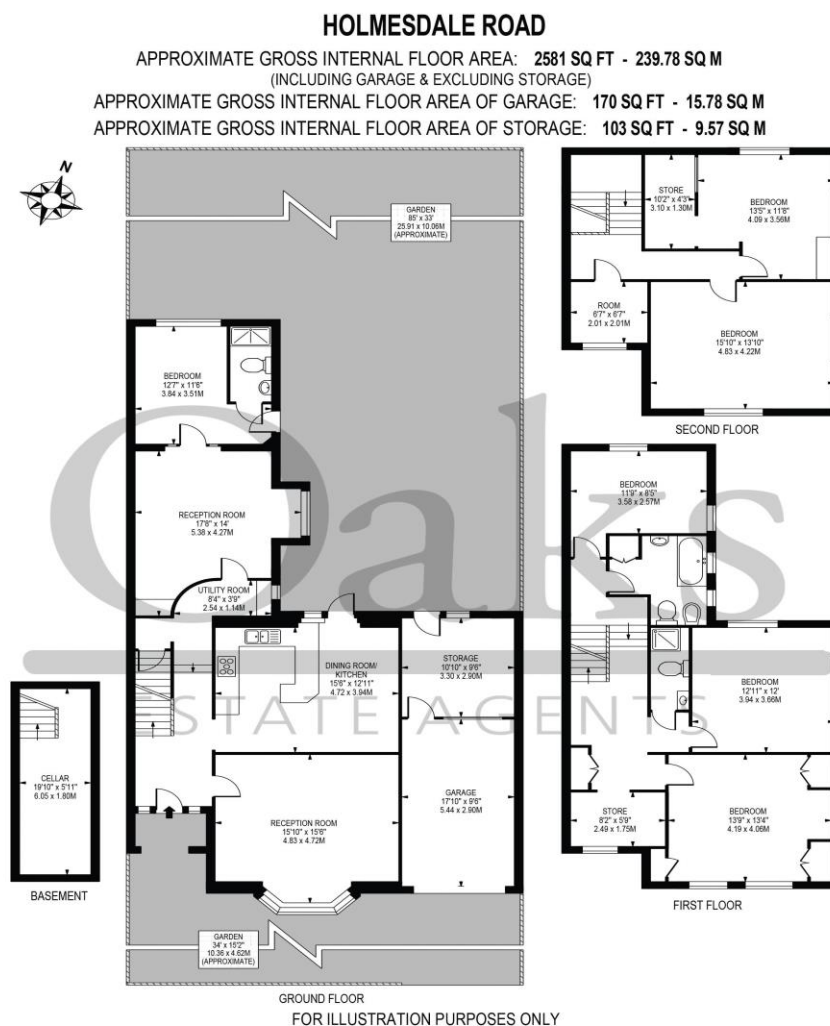 HOLMESDALE ROAD
APPROXIMATE GROSS INTERNAL FLOOR AREA: 2581 SQ FT - 239.78 SQ M
(INCLUDING GARAGE & EXCLUDING STORAGE)
APPROXIMATE GROSS INTERNAL FLOOR AREA OF GARAGE: 170 SQ FT - 15.78 SQ M
APPROXIMATE GROSS INTERNAL FLOOR AREA OF STORAGE: 103 SQ FT - 9.57 SQ M
N
GARDEN
85' x 33'
25.91 x 10.06M
(APPROXIMATE)
BEDROOM
12'7" x 11'6"
3.84 x 3.51M
RECEPTION ROOM
17'8" x 14'
5.38 x 4.27M
UTILITY ROOM
8'4" x 3'9"
2.54 x 1.14M
DINING ROOM/
KITCHEN
15'6" x 12'11"
4.72 x 3.94M
STORAGE
10'10" x 9'6"
3.30 x 2.90M
GARAGE
17'10" x 9'6"
5.44 x 2.90M
RECEPTION ROOM
15'10" x 15'6"
4.83 x 4.72M
GARDEN
34' x 15'2"
10.36 x 4.62M
(APPROXIMATE)
GROUND FLOOR
CELLAR
19'10" x 5'11"
6.05 x 1.80M
BASEMENT
STORE
10'2" x 4'3"
3.10 x 1.30M
BEDROOM
13'5" x 11'8"
4.09 x 3.56M
ROOM
6'7" x 6'7"
2.01 x 2.01M
BEDROOM
15'10" x 13'10"
4.83 x 4.22M
SECOND FLOOR
BEDROOM
11'9" x 8'5"
3.58 x 2.57M
BEDROOM
12'11" x 12'
3.94 x 3.66M
STORE
8'2" x 5'9"
2.49 x 1.75M
BEDROOM
13'9" x 13'4"
4.19 x 4.06M
FIRST FLOOR
Oaks
ESTATE AGENTS
FOR ILLUSTRATION PURPOSES ONLY